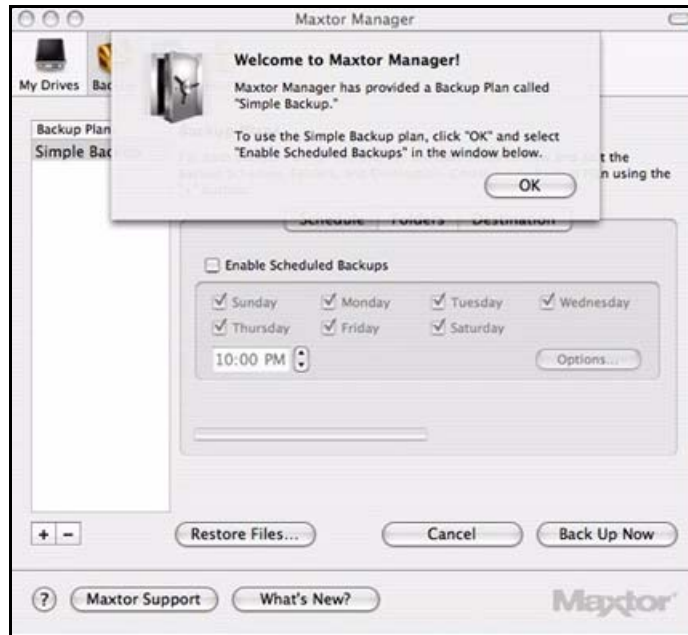 Maxtor Manager
My Drives
Welcome to Maxtor Manager!
Maxtor Manager has provided a Backup Plan called
"Simple Backup."
To use the Simple Backup plan, click "OK" and select
"Enable Scheduled Backups" in the window below.
OK
Backup Plan
Simple
t the
using the
Schedule Folders Destination
Enable Scheduled Backups
Sunday Monday Tuesday Wednesday
Thursday Friday Saturday
10:00 PM
Options...
+ -
Restore Files... Cancel Back Up Now
? Maxtor Support What's New?
Maxtor